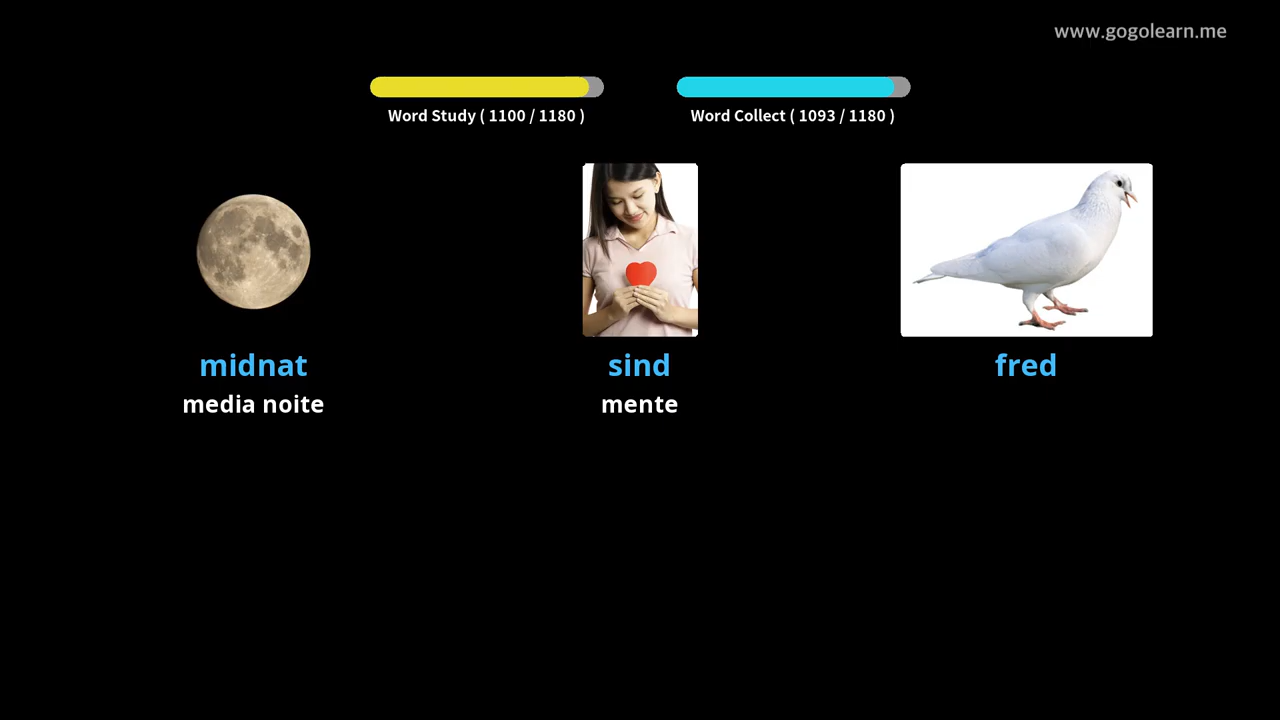 www.gogolearn.me
Word Study ( 1100 / 1180 )
Word Collect ( 1093 / 1180 )
midnat
sind
fred
media noite
mente